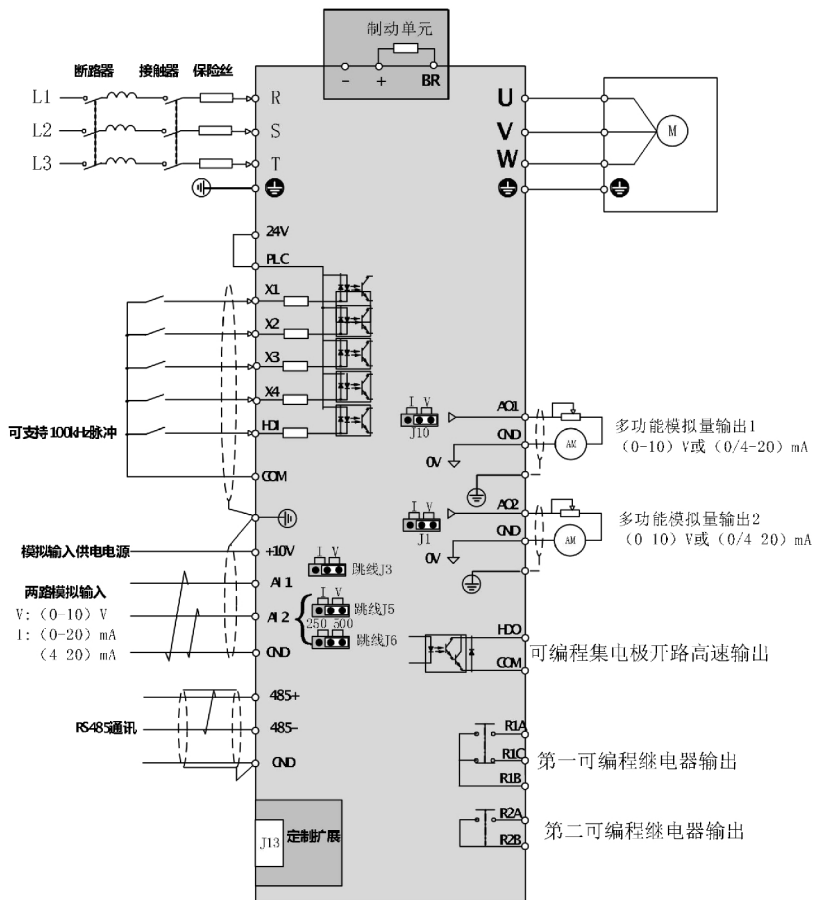 制动单元
- + BR
断路器 接触器 保险丝
L1 R
L2 S
L3 T
U
V
W
M
24V
PLC
X1
X2
X3
X4
可支持100kHz脉冲 HDI
COM
模拟输入供电电源 +10V
I V
跳线J3
两路模拟输入
AI1
V:(0-10) V
AI2
I V
跳线J5
250 500
1:(0-20) mA
跳线J6
(4 20) mA
GND
485+
RS485通讯 485-
GND
J13 定制扩展
I V
J10
AO1
GND
0V
AM
多功能模拟量输出1
(0-10) V或 (0/4-20) mA
I V
J1
AO2
GND
0V
AM
多功能模拟量输出2
(0 10) V或 (0/4 20) mA
HDO
COM
可编程集电极开路高速输出
R1A
R1C
R1B
第一可编程继电器输出
R2A
R2B
第二可编程继电器输出